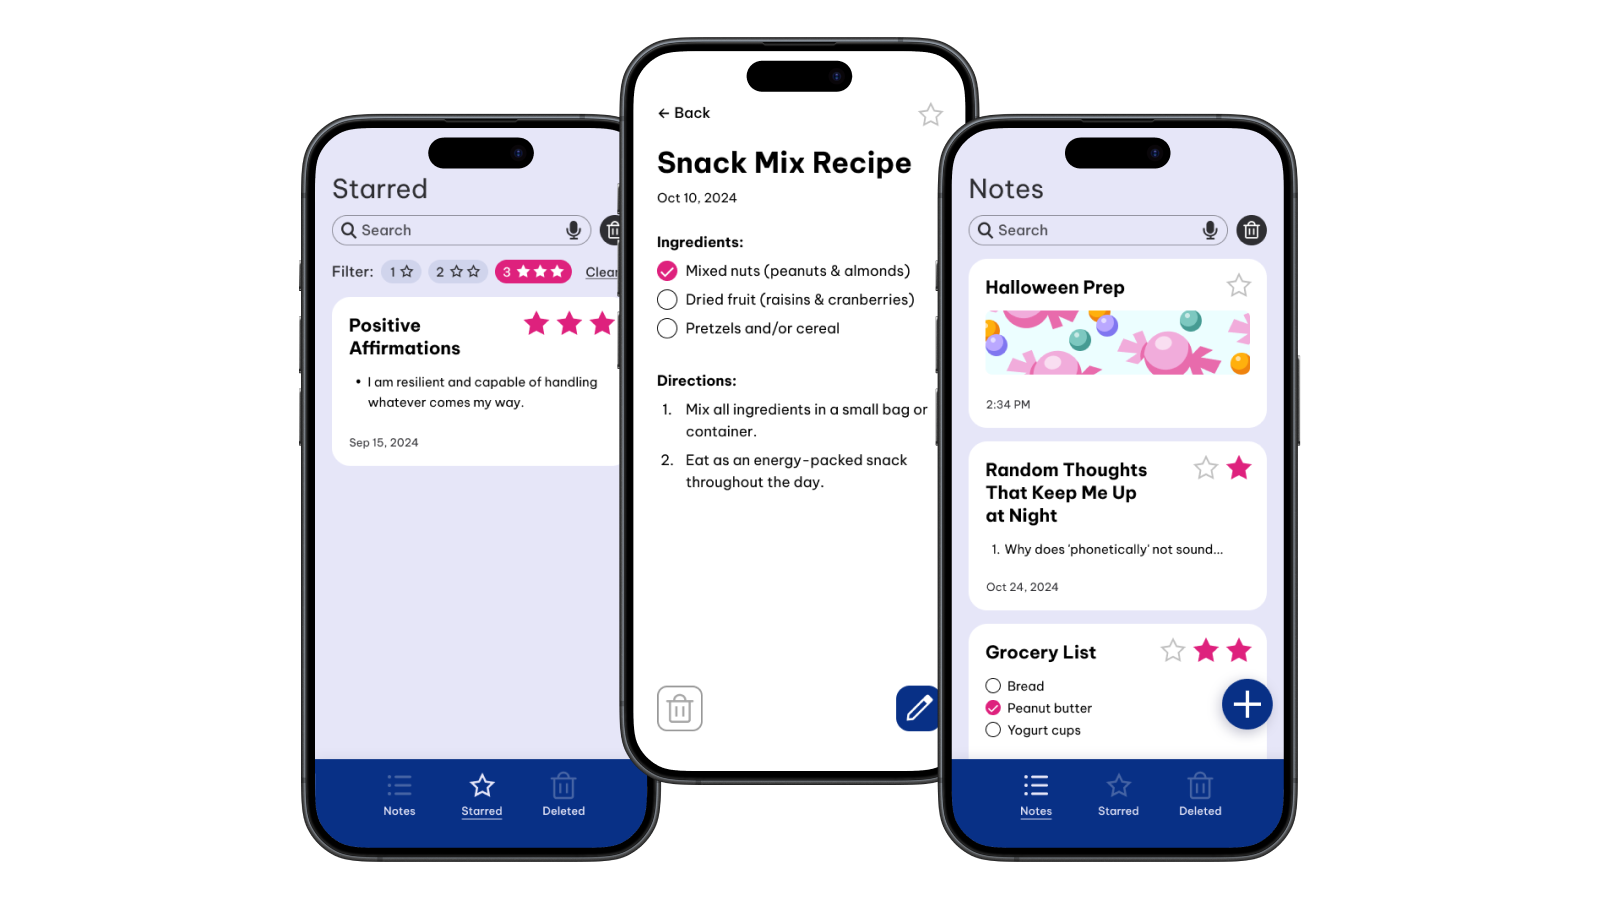 Starred
Search
Filter:
1
2
3
Clear
Positive
Affirmations
• I am resilient and capable of handling
whatever comes my way.
Sep 15, 2024
Notes
Starred
Deleted
← Back
Snack Mix Recipe
Oct 10, 2024
Ingredients:
Mixed nuts (peanuts & almonds)
Dried fruit (raisins & cranberries)
Pretzels and/or cereal
Directions:
1. Mix all ingredients in a small bag or
container.
2. Eat as an energy-packed snack
throughout the day.
Notes
Search
Halloween Prep
2:34 PM
Random Thoughts
That Keep Me Up
at Night
1. Why does 'phonetically' not sound...
Oct 24, 2024
Grocery List
Bread
Peanut butter
Yogurt cups
Notes
Starred
Deleted